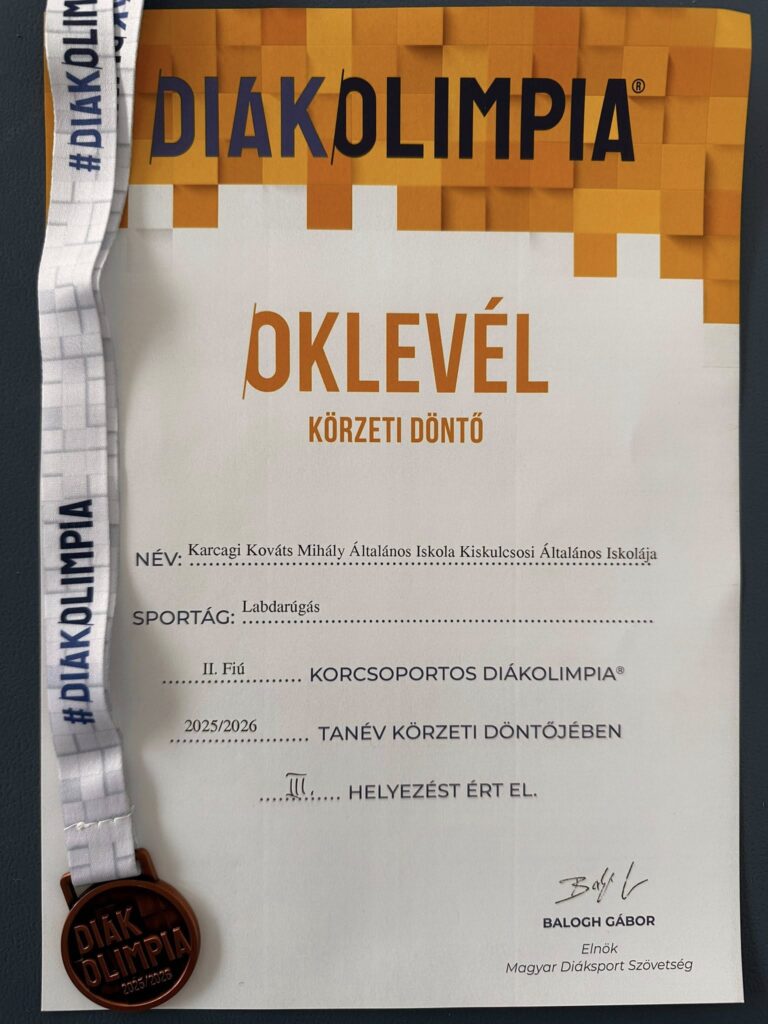 #DIÁKOLIMPIA
DIÁKOLIMPIA®
OKLEVÉL
KÖRZETI DÖNTŐ
NÉV: Karcagi Kováts Mihály Általános Iskola Kiskulcsosi Általános Iskolája
SPORTÁG: Labdarúgás
II. Fiú KORCSOPORTOS DIÁKOLIMPIA®
2025/2026 TANÉV KÖRZETI DÖNTŐJÉBEN
III. HELYEZÉST ÉRT EL.
#DIÁKOLIMPIA
BALOGH GÁBOR
Elnök
Magyar Diáksport Szövetség
DIÁK
OLIMPIA